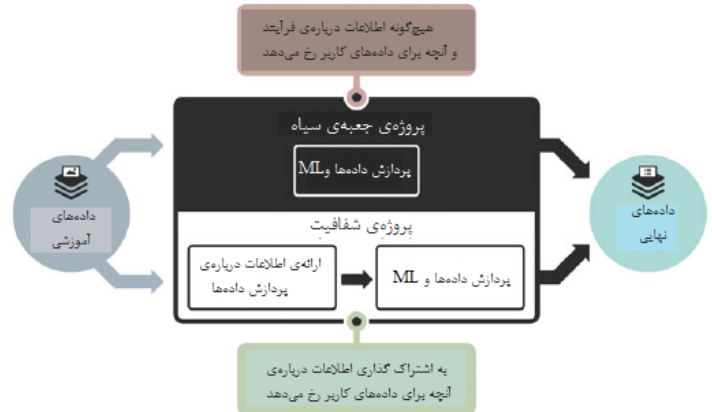 هیچ‌گونه اطلاعات درباره‌ی فرآیند
و آنچه برای داده‌های کاربر رخ می‌دهد
پروژه‌ی جعبه‌ی سیاه
پردازش داده‌ها وML
داده‌های
آموزشی
داده‌های
نهایی
پروژه‌ی شفافیت
ارائه‌ی اطلاعات درباره‌ی
پردازش داده‌ها
پردازش داده‌ها و ML
به اشتراک گذاری اطلاعات درباره‌ی
آنچه برای داده‌های کاربر رخ می‌دهد